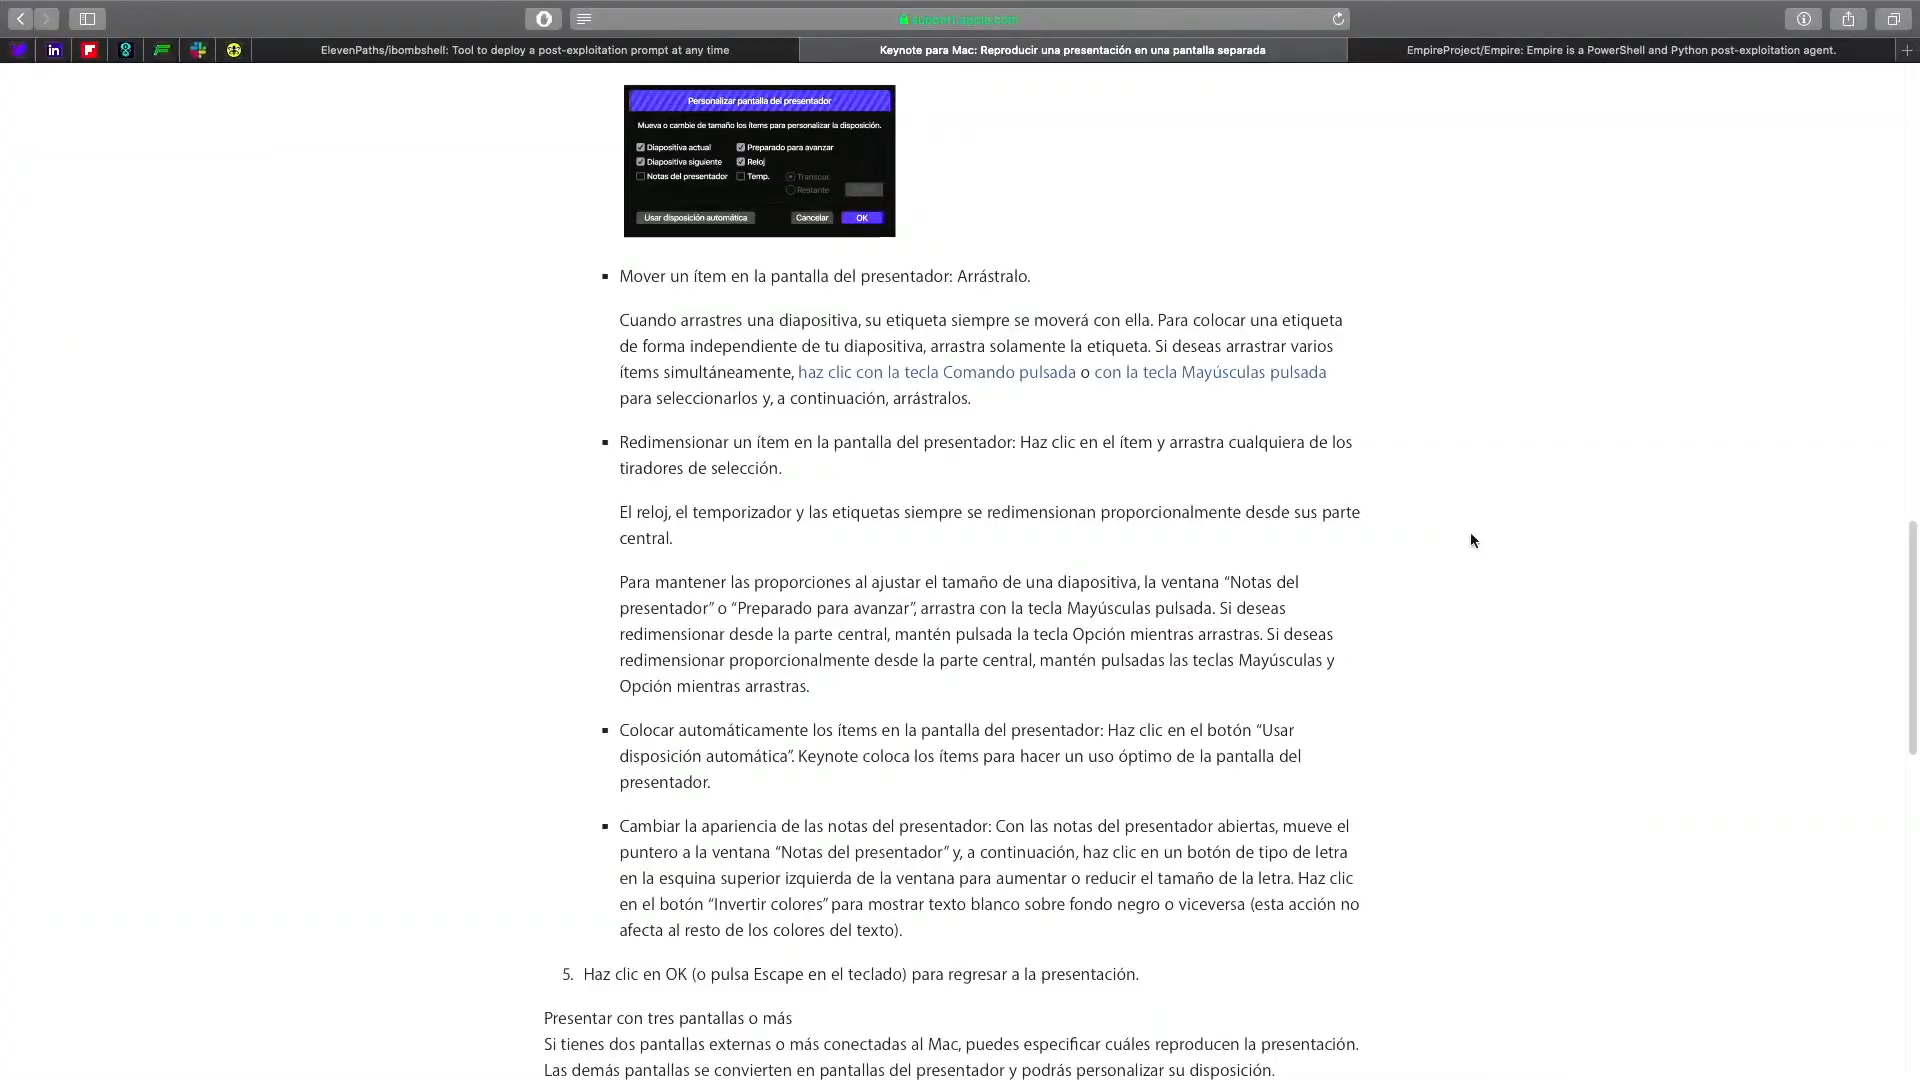 support.apple.com
ElevenPaths/ibombshell: Tool to deploy a post-exploitation prompt at any time
Keynote para Mac: Reproducir una presentación en una pantalla separada
EmpireProject/Empire: Empire is a PowerShell and Python post-exploitation agent.
Personalizar pantalla del presentador
Mueva o cambie de tamaño los ítems para personalizar la disposición.
Diapositiva actual Preparado para avanzar
Diapositiva siguiente Reloj
Notas del presentador Temp. Transcur.
Restante
Usar disposición automática Cancelar OK
▪ Mover un ítem en la pantalla del presentador: Arrástralo.
Cuando arrastres una diapositiva, su etiqueta siempre se moverá con ella. Para colocar una etiqueta
de forma independiente de tu diapositiva, arrastra solamente la etiqueta. Si deseas arrastrar varios
ítems simultáneamente, haz clic con la tecla Comando pulsada o con la tecla Mayúsculas pulsada
para seleccionarlos y, a continuación, arrástralos.
▪ Redimensionar un ítem en la pantalla del presentador: Haz clic en el ítem y arrastra cualquiera de los
tiradores de selección.
El reloj, el temporizador y las etiquetas siempre se redimensionan proporcionalmente desde sus parte
central.
Para mantener las proporciones al ajustar el tamaño de una diapositiva, la ventana “Notas del
presentador” o “Preparado para avanzar”, arrastra con la tecla Mayúsculas pulsada. Si deseas
redimensionar desde la parte central, mantén pulsada la tecla Opción mientras arrastras. Si deseas
redimensionar proporcionalmente desde la parte central, mantén pulsadas las teclas Mayúsculas y
Opción mientras arrastras.
▪ Colocar automáticamente los ítems en la pantalla del presentador: Haz clic en el botón “Usar
disposición automática”. Keynote coloca los ítems para hacer un uso óptimo de la pantalla del
presentador.
▪ Cambiar la apariencia de las notas del presentador: Con las notas del presentador abiertas, mueve el
puntero a la ventana “Notas del presentador” y, a continuación, haz clic en un botón de tipo de letra
en la esquina superior izquierda de la ventana para aumentar o reducir el tamaño de la letra. Haz clic
en el botón “Invertir colores” para mostrar texto blanco sobre fondo negro o viceversa (esta acción no
afecta al resto de los colores del texto).
5. Haz clic en OK (o pulsa Escape en el teclado) para regresar a la presentación.
Presentar con tres pantallas o más
Si tienes dos pantallas externas o más conectadas al Mac, puedes especificar cuáles reproducen la presentación.
Las demás pantallas se convierten en pantallas del presentador y podrás personalizar su disposición.